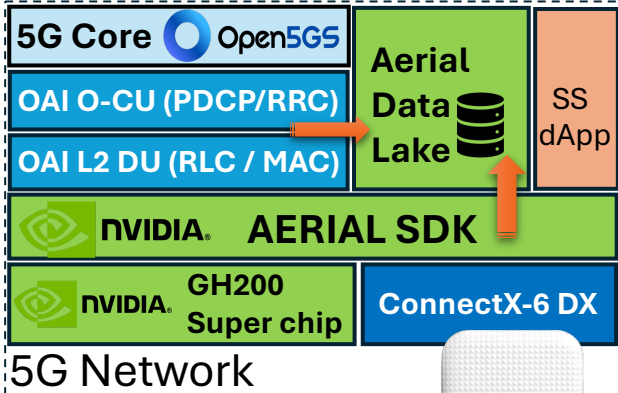 5G Core Open5GS
OAI O-CU (PDCP/RRC)
OAI L2 DU (RLC / MAC)
Aerial
Data
Lake
SS
dApp
NVIDIA. AERIAL SDK
NVIDIA. GH200
Super chip
ConnectX-6 DX
5G Network